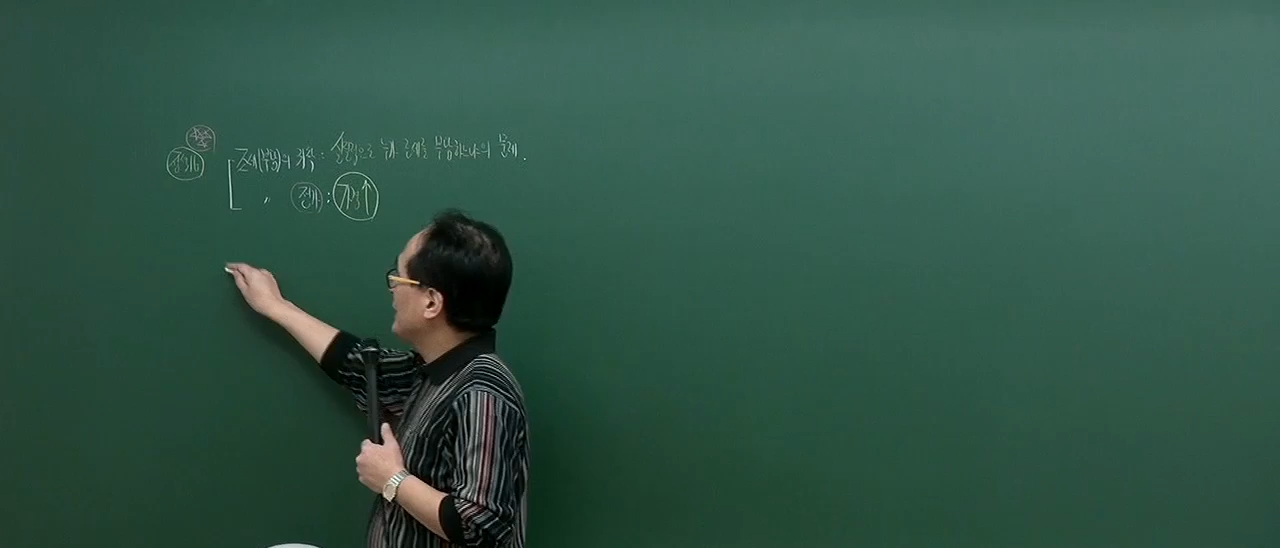 조세(부담)의 귀착 : 실질적으로 누가 조세를 부담하느냐의 문제.
〃 전가 : 가격↑